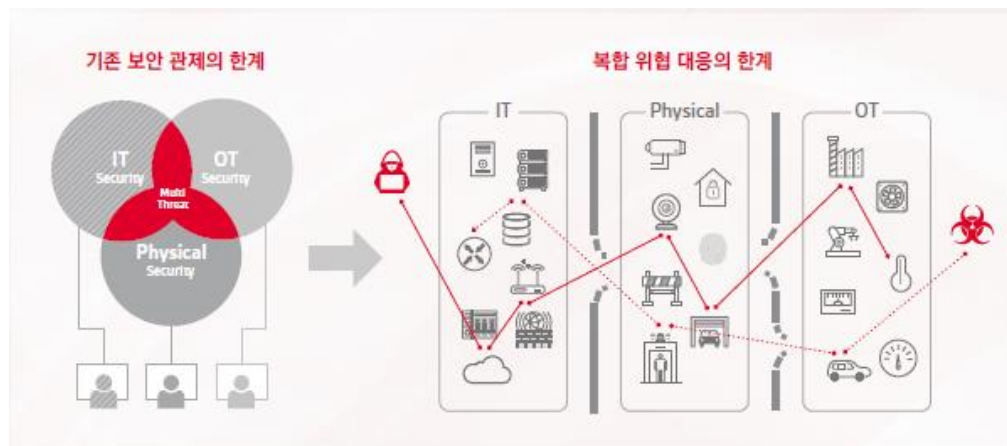 기존 보안 관제의 한계
IT
Security
OT
Security
Multi
Threat
Physical
Security
복합 위협 대응의 한계
IT
Physical
OT